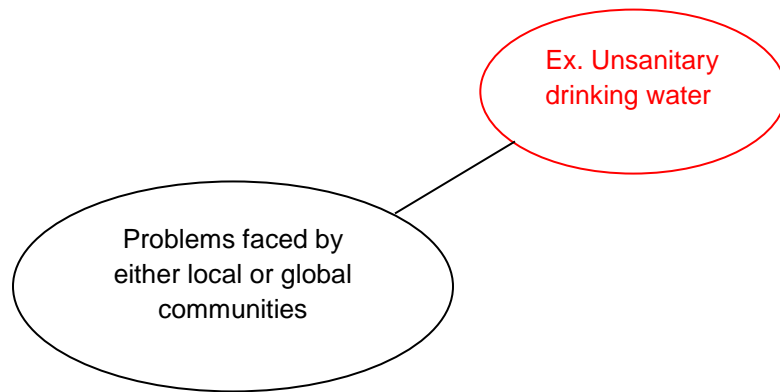 Ex. Unsanitary
drinking water
Problems faced by
either local or global
communities